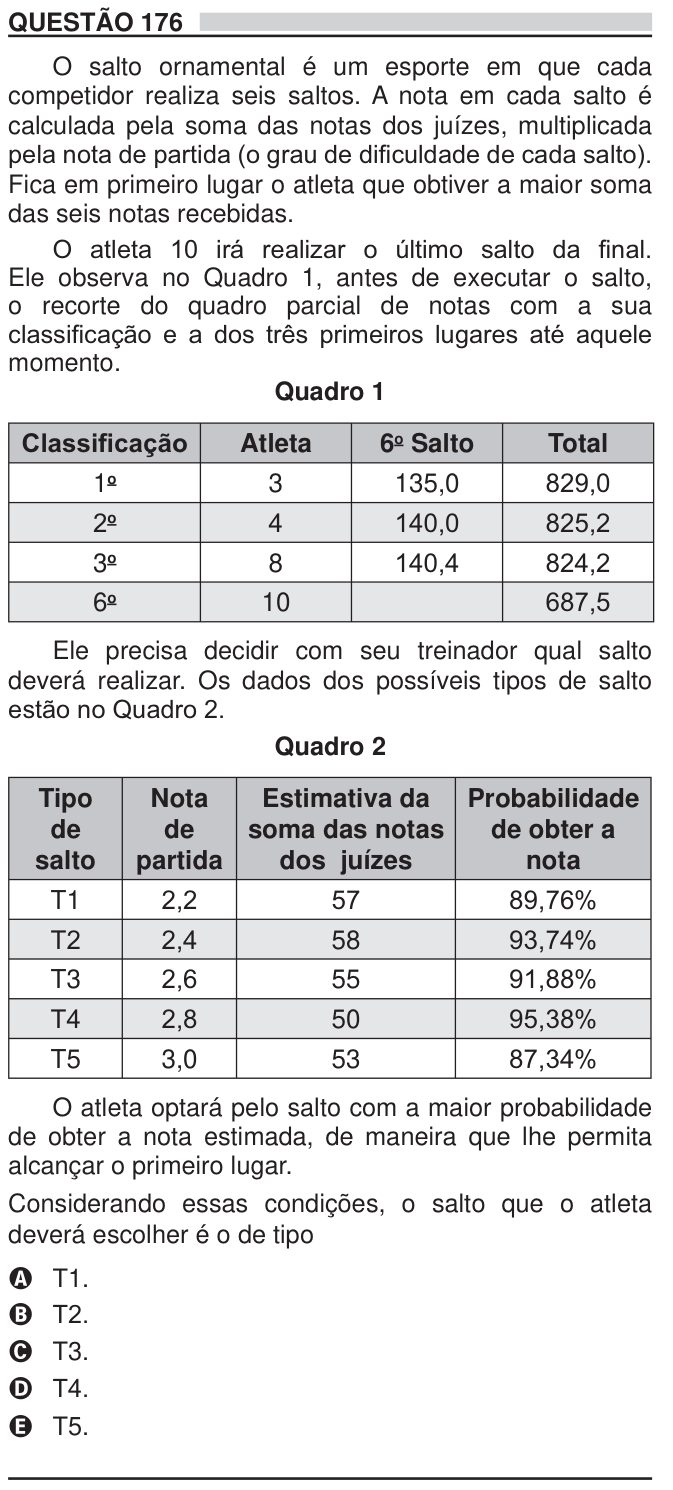 QUESTÃO 176
O salto ornamental é um esporte em que cada
competidor realiza seis saltos. A nota em cada salto é
calculada pela soma das notas dos juízes, multiplicada
pela nota de partida (o grau de dificuldade de cada salto).
Fica em primeiro lugar o atleta que obtiver a maior soma
das seis notas recebidas.
O atleta 10 irá realizar o último salto da final.
Ele observa no Quadro 1, antes de executar o salto,
o recorte do quadro parcial de notas com a sua
classificação e a dos três primeiros lugares até aquele
momento.
Quadro 1
Classificação Atleta 6º Salto Total
1º 3 135,0 829,0
2º 4 140,0 825,2
3º 8 140,4 824,2
6º 10 687,5
Ele precisa decidir com seu treinador qual salto
deverá realizar. Os dados dos possíveis tipos de salto
estão no Quadro 2.
Quadro 2
Tipo Nota Estimativa da Probabilidade
de de soma das notas de obter a
salto partida dos juízes nota
T1 2,2 57 89,76%
T2 2,4 58 93,74%
T3 2,6 55 91,88%
T4 2,8 50 95,38%
T5 3,0 53 87,34%
O atleta optará pelo salto com a maior probabilidade
de obter a nota estimada, de maneira que lhe permita
alcançar o primeiro lugar.
Considerando essas condições, o salto que o atleta
deverá escolher é o de tipo
A T1.
B T2.
C T3.
D T4.
E T5.